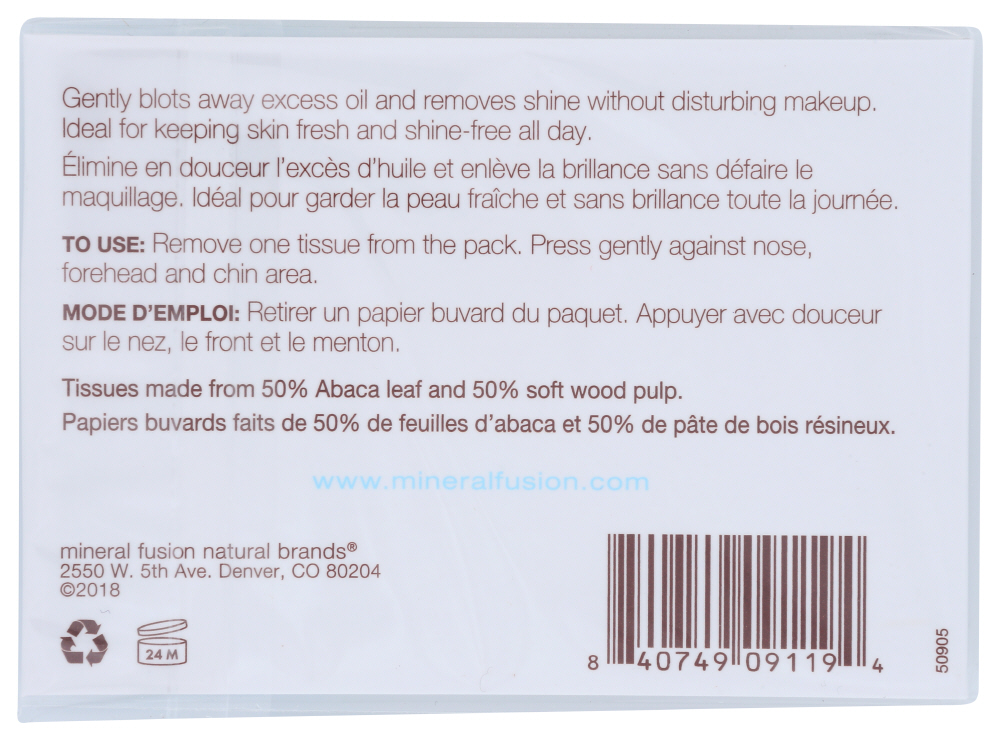 Gently blots away excess oil and removes shine without disturbing makeup.
Ideal for keeping skin fresh and shine-free all day.
Élimine en douceur l'excès d'huile et enlève la brillance sans défaire le
maquillage. Idéal pour garder la peau fraîche et sans brillance toute la journée.
TO USE: Remove one tissue from the pack. Press gently against nose,
forehead and chin area.
MODE D'EMPLOI: Retirer un papier buvard du paquet. Appuyer avec douceur
sur le nez, le front et le menton.
Tissues made from 50% Abaca leaf and 50% soft wood pulp.
Papiers buvards faits de 50% de feuilles d'abaca et 50% de pâte de bois résineux.
www.mineralfusion.com
mineral fusion natural brands®
2550 W. 5th Ave. Denver, CO 80204
©2018
24 M
8 40749 09119 4
50905